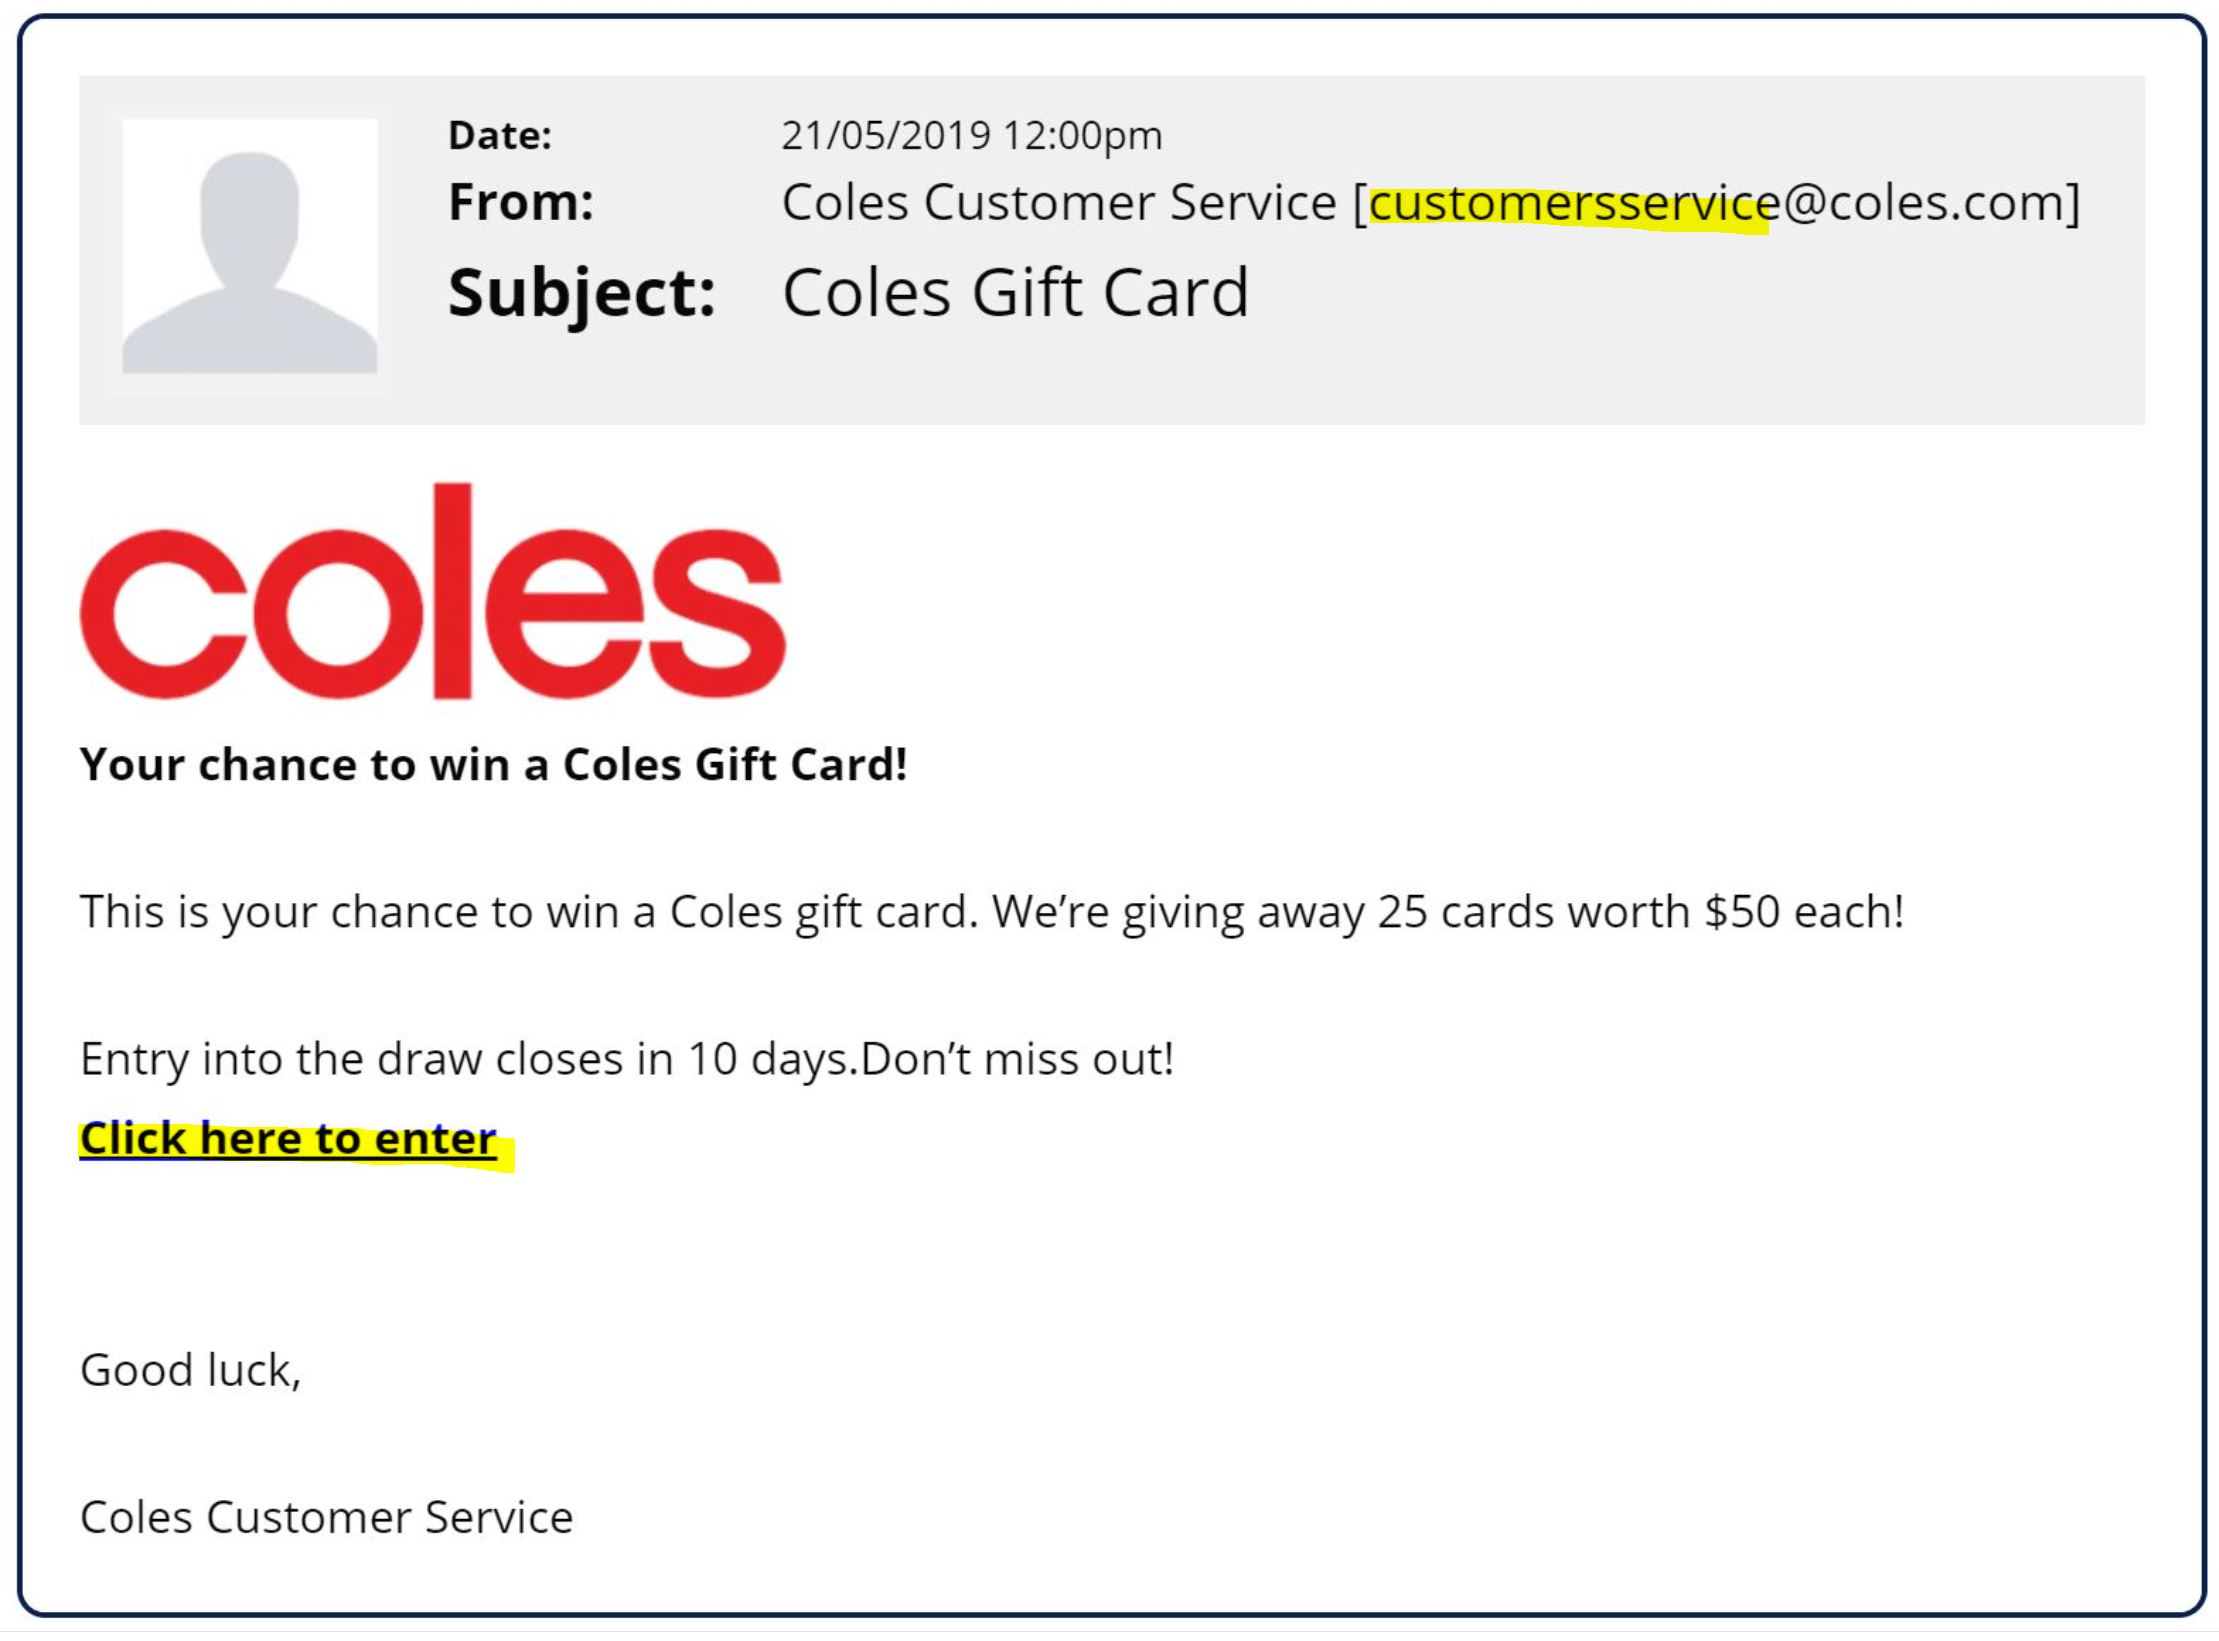 Date: 21/05/2019 12:00pm
From: Coles Customer Service [customersservice@coles.com]
Subject: Coles Gift Card
coles
Your chance to win a Coles Gift Card!
This is your chance to win a Coles gift card. We’re giving away 25 cards worth $50 each!
Entry into the draw closes in 10 days.Don’t miss out!
Click here to enter
Good luck,
Coles Customer Service